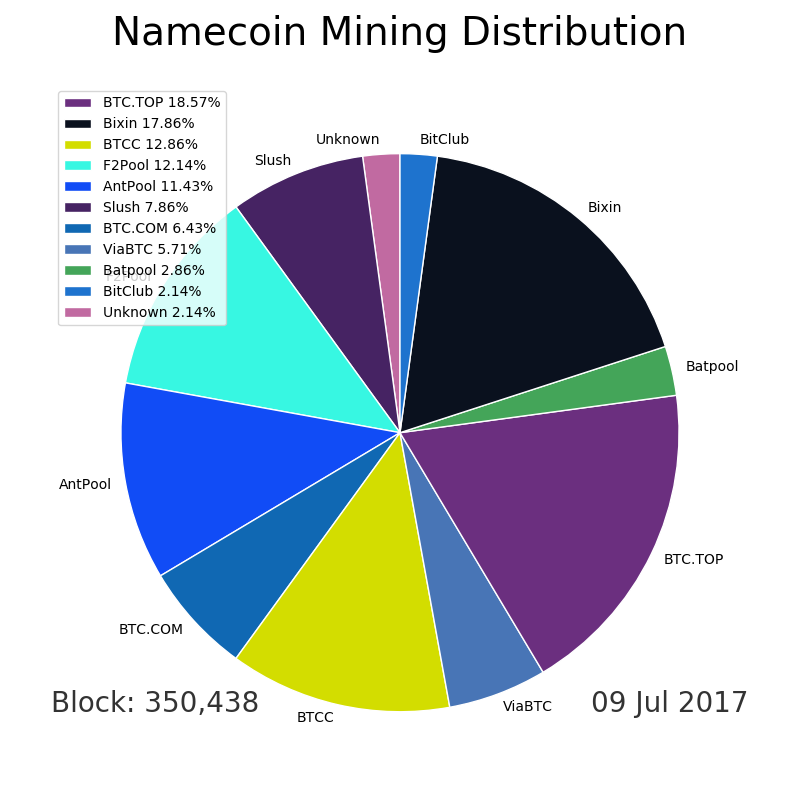 Namecoin Mining Distribution
BTC.TOP 18.57%
Bixin 17.86%
BTCC 12.86%
F2Pool 12.14%
AntPool 11.43%
Slush 7.86%
BTC.COM 6.43%
ViaBTC 5.71%
Batpool 2.86%
BitClub 2.14%
Unknown 2.14%
Unknown
BitClub
Slush
Bixin
F2Pool
Batpool
AntPool
BTC.TOP
BTC.COM
ViaBTC
BTCC
Block: 350,438
09 Jul 2017